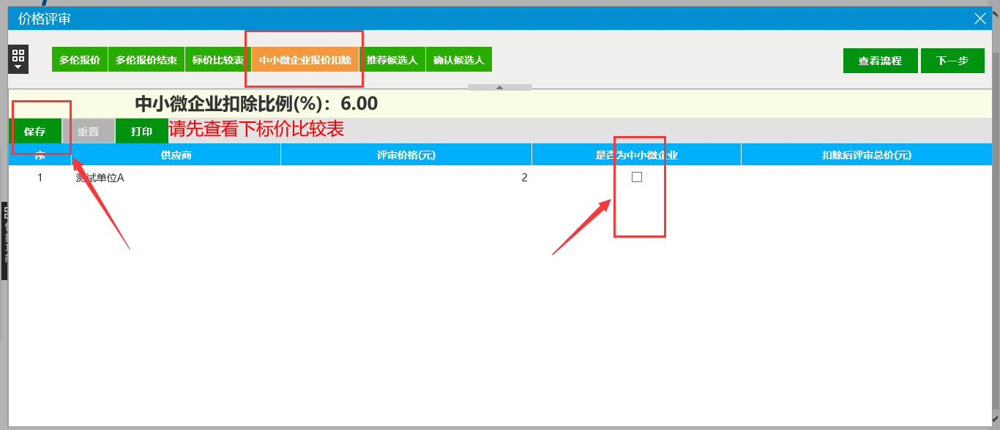 价格评审
多伦报价 多伦报价结束 标价比较表 中小微企业报价扣除 推荐候选人 确认候选人 查看流程 下一步
中小微企业扣除比例(%)：6.00
保存 重置 打印 请先查看下标价比较表
序 供应商 评审价格(元) 是否为中小微企业 扣除后评审总价(元)
1 测试单位A 2